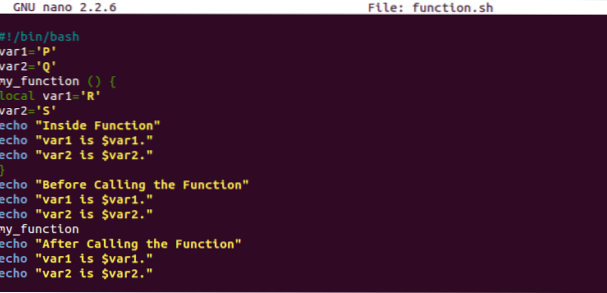 GNU nano 2.2.6 File: function.sh
#!/bin/bash
var1='P'
var2='Q'
my_function () {
local var1='R'
var2='S'
echo "Inside Function"
echo "var1 is $var1."
echo "var2 is $var2."
}
echo "Before Calling the Function"
echo "var1 is $var1."
echo "var2 is $var2."
my_function
echo "After Calling the Function"
echo "var1 is $var1."
echo "var2 is $var2."